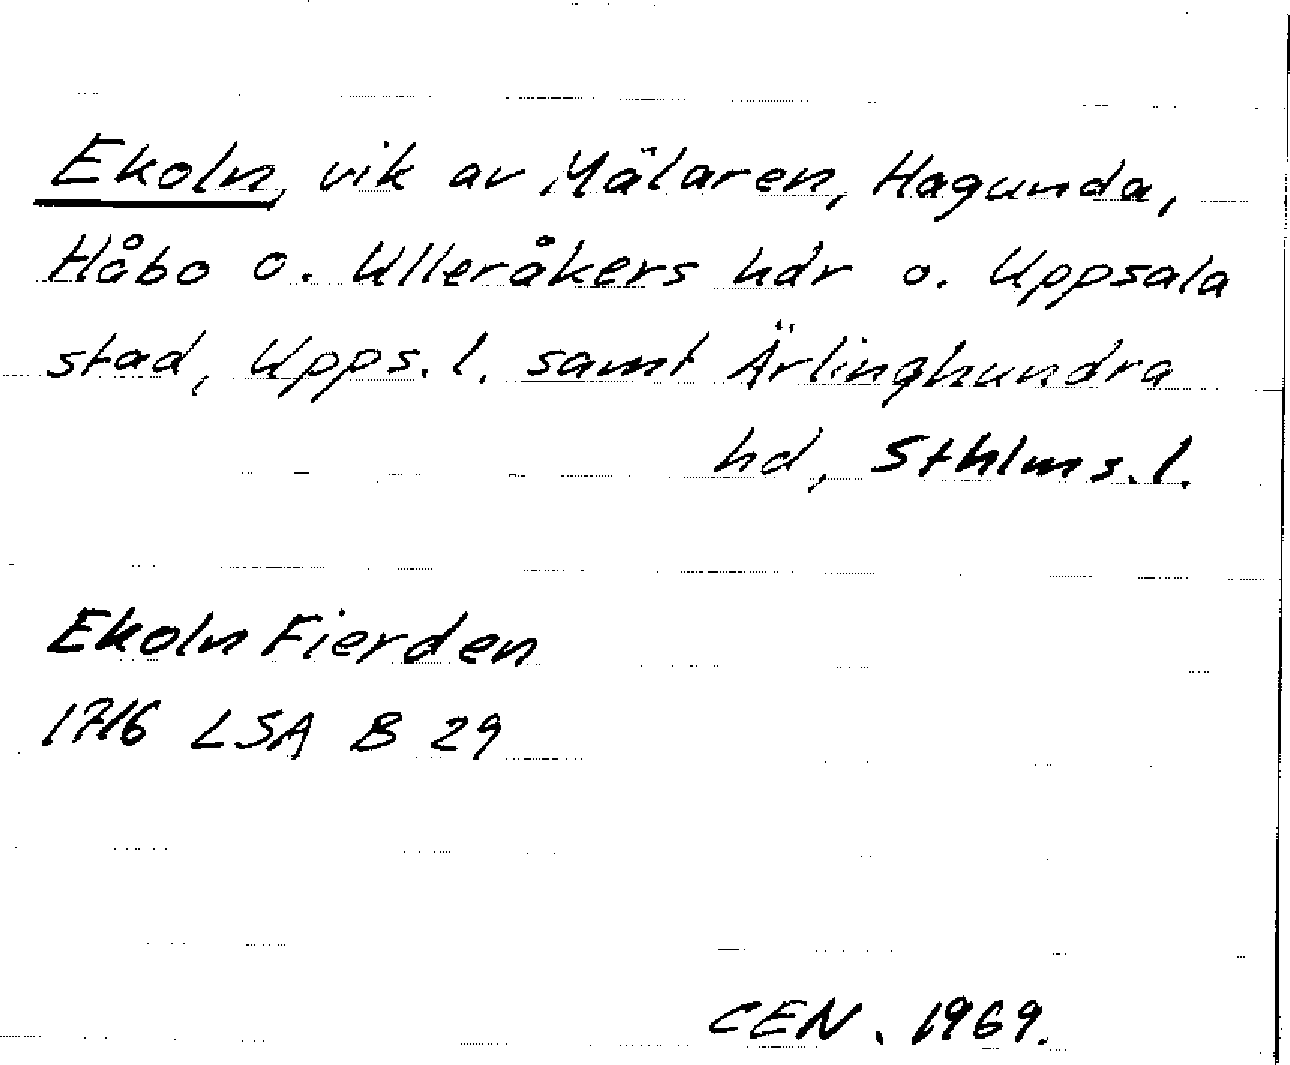 Ekoln, vik av Mälaren, Hagunda,
Håbo o. Ulleråkers hdr o. Uppsala
stad, Upps. l. samt Ärlinghundra
hd, Sthlms. l.
Ekoln Fierden
1716 LSA B 29
CEN. 1969.